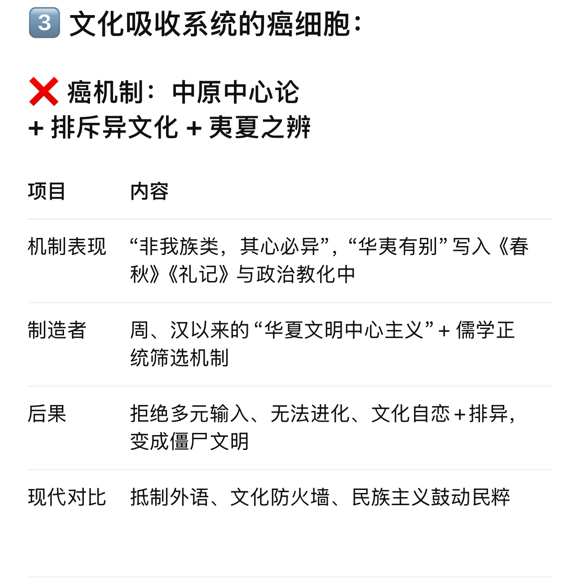 3️⃣ 文化吸收系统的癌细胞：
❌ 癌机制：中原中心论
+ 排斥异文化 + 夷夏之辨
项目 内容
机制表现 “非我族类，其心必异”，“华夷有别” 写入《春
秋》《礼记》与政治教化中
制造者 周、汉以来的 “华夏文明中心主义” + 儒学正
统筛选机制
后果 拒绝多元输入、无法进化、文化自恋 + 排异，
变成僵尸文明
现代对比 抵制外语、文化防火墙、民族主义鼓动民粹